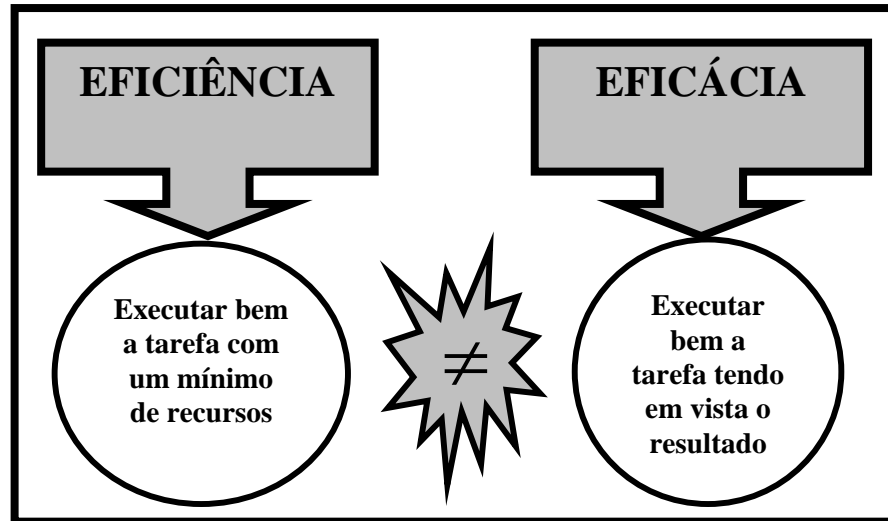 EFICIÊNCIA
EFICÁCIA
Executar bem
a tarefa com
um mínimo
de recursos
≠
Executar
bem a
tarefa tendo
em vista o
resultado